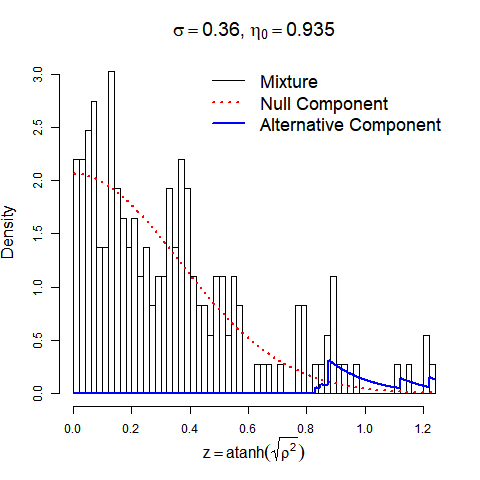 σ = 0.36, η₀ = 0.935
Mixture
Null Component
Alternative Component
Density
3.0
2.5
2.0
1.5
1.0
0.5
0.0
0.0 0.2 0.4 0.6 0.8 1.0 1.2
z = atanh(√ρ²)